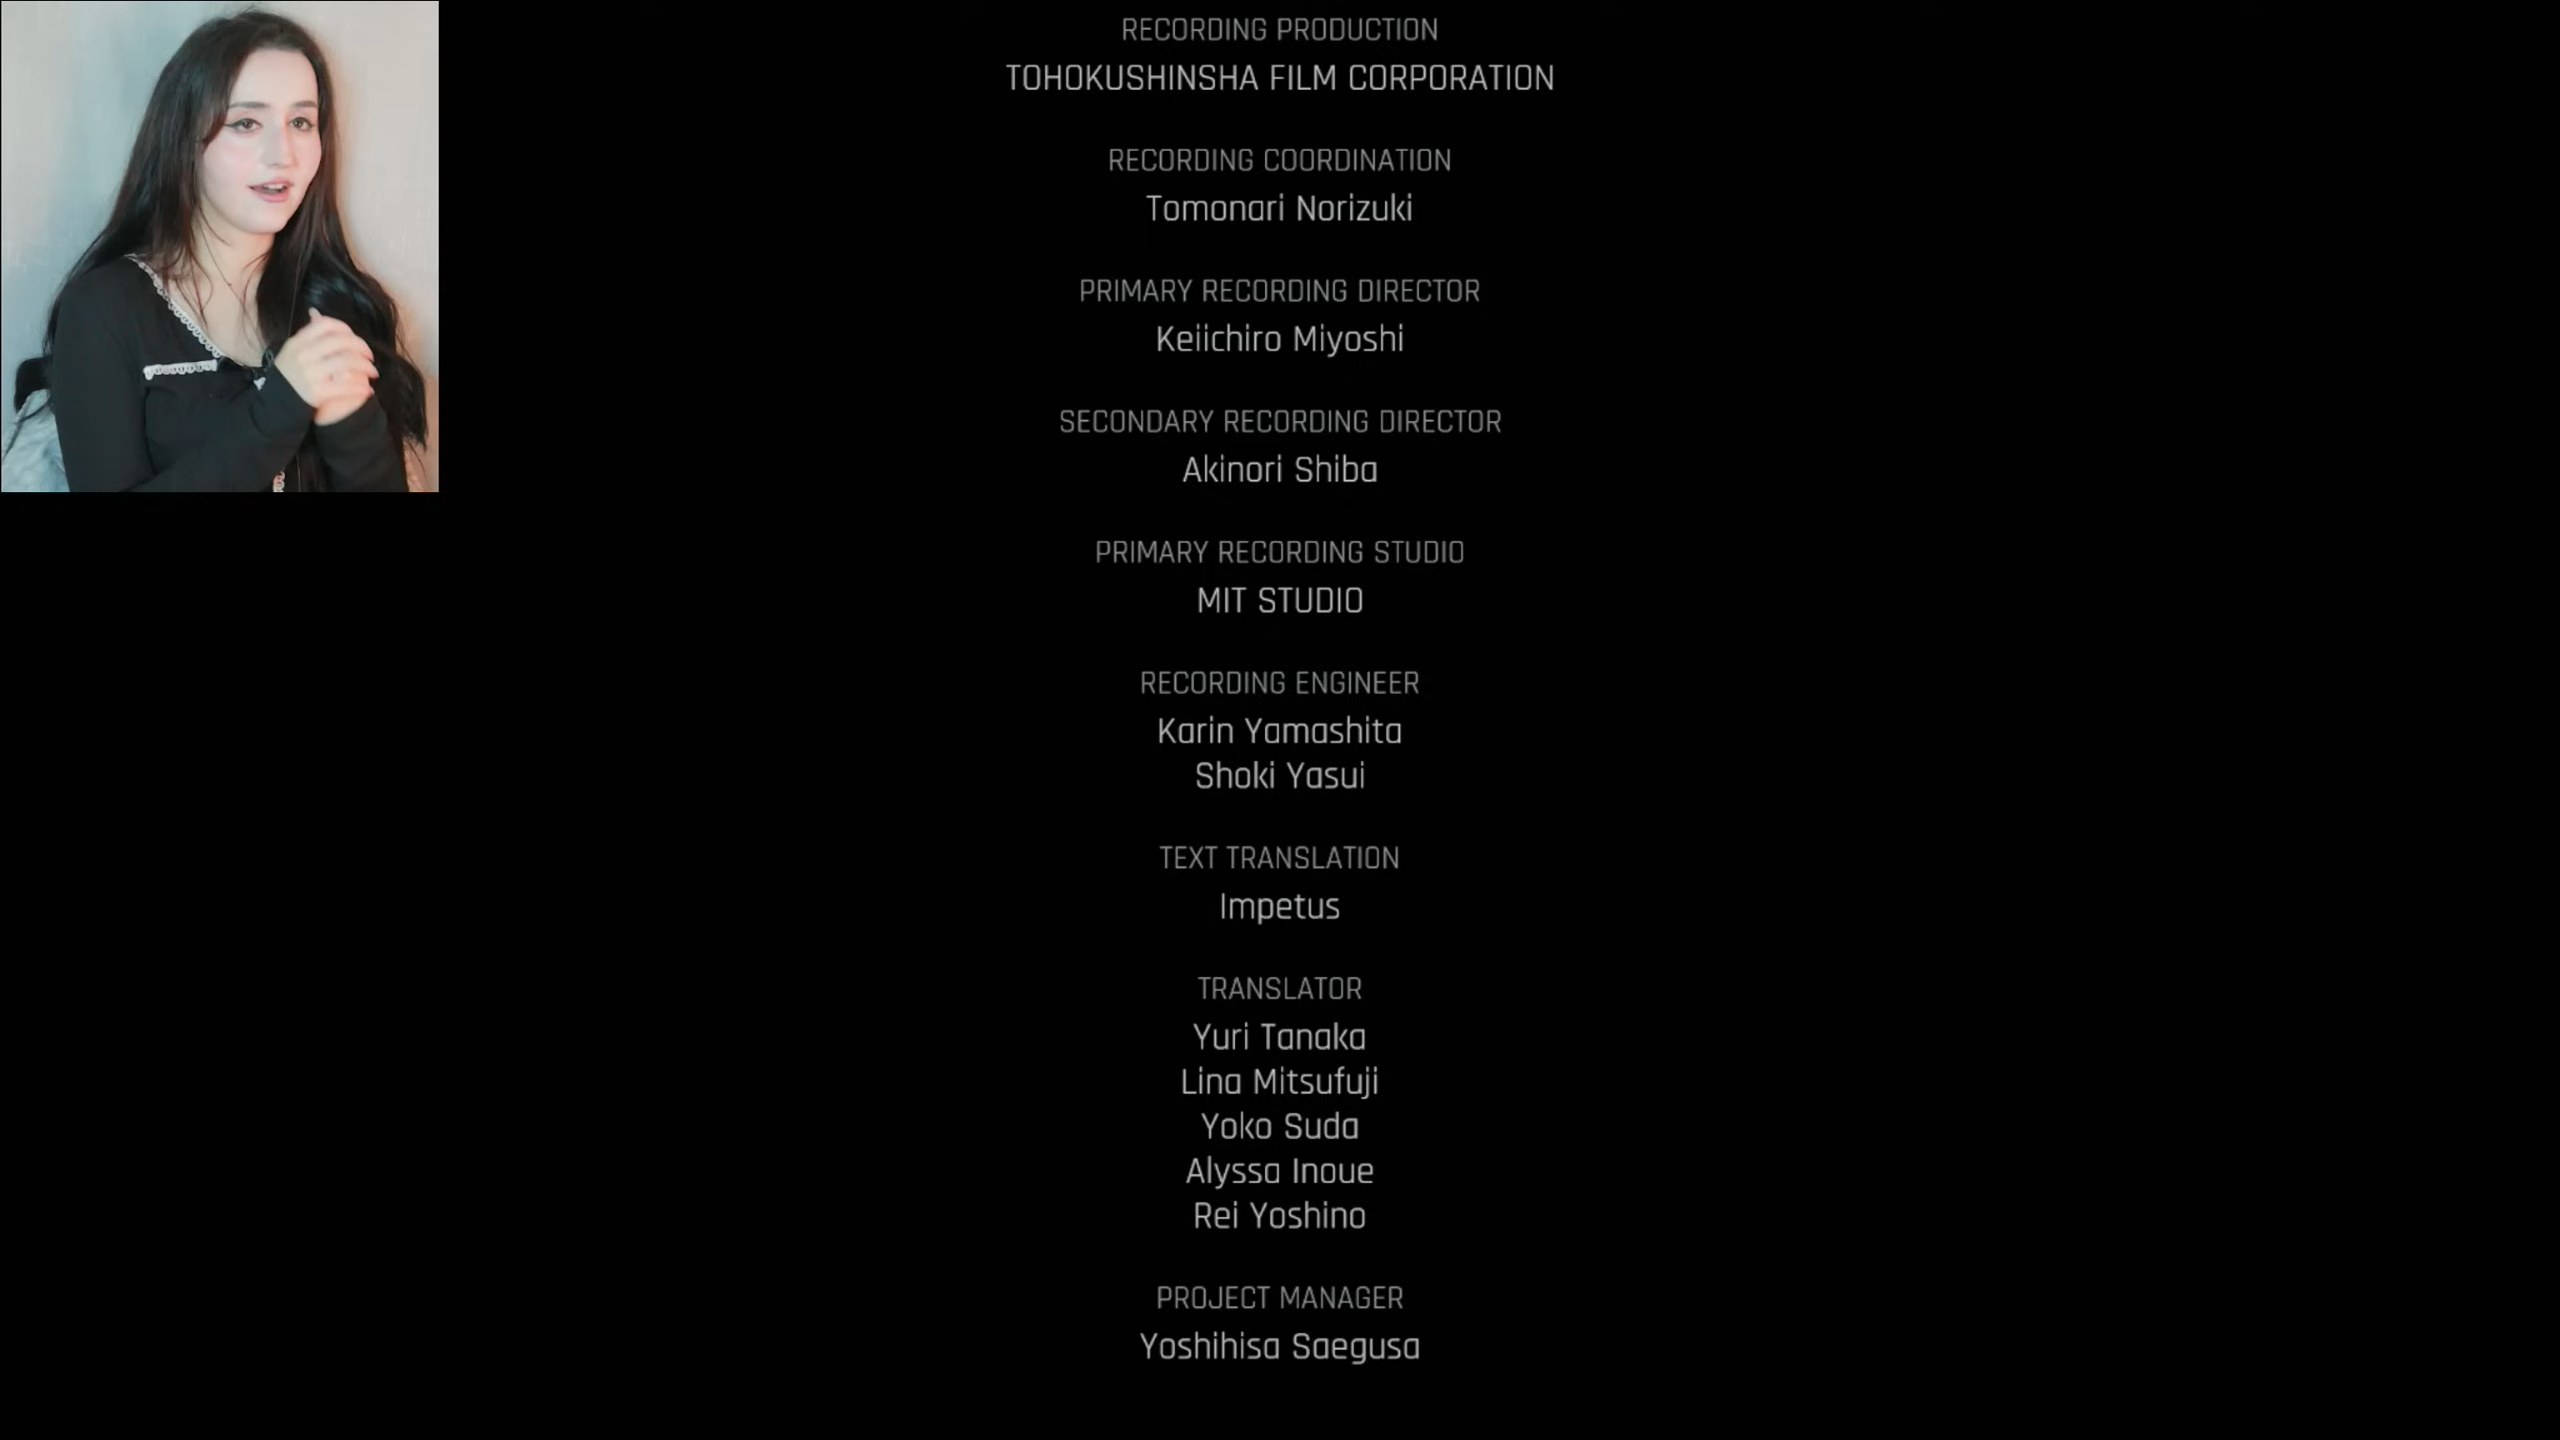 RECORDING PRODUCTION
TOHOKUSHINSHA FILM CORPORATION
RECORDING COORDINATION
Tomonari Norizuki
PRIMARY RECORDING DIRECTOR
Keiichiro Miyoshi
SECONDARY RECORDING DIRECTOR
Akinori Shiba
PRIMARY RECORDING STUDIO
MIT STUDIO
RECORDING ENGINEER
Karin Yamashita
Shoki Yasui
TEXT TRANSLATION
Impetus
TRANSLATOR
Yuri Tanaka
Lina Mitsufuji
Yoko Suda
Alyssa Inoue
Rei Yoshino
PROJECT MANAGER
Yoshihisa Saegusa